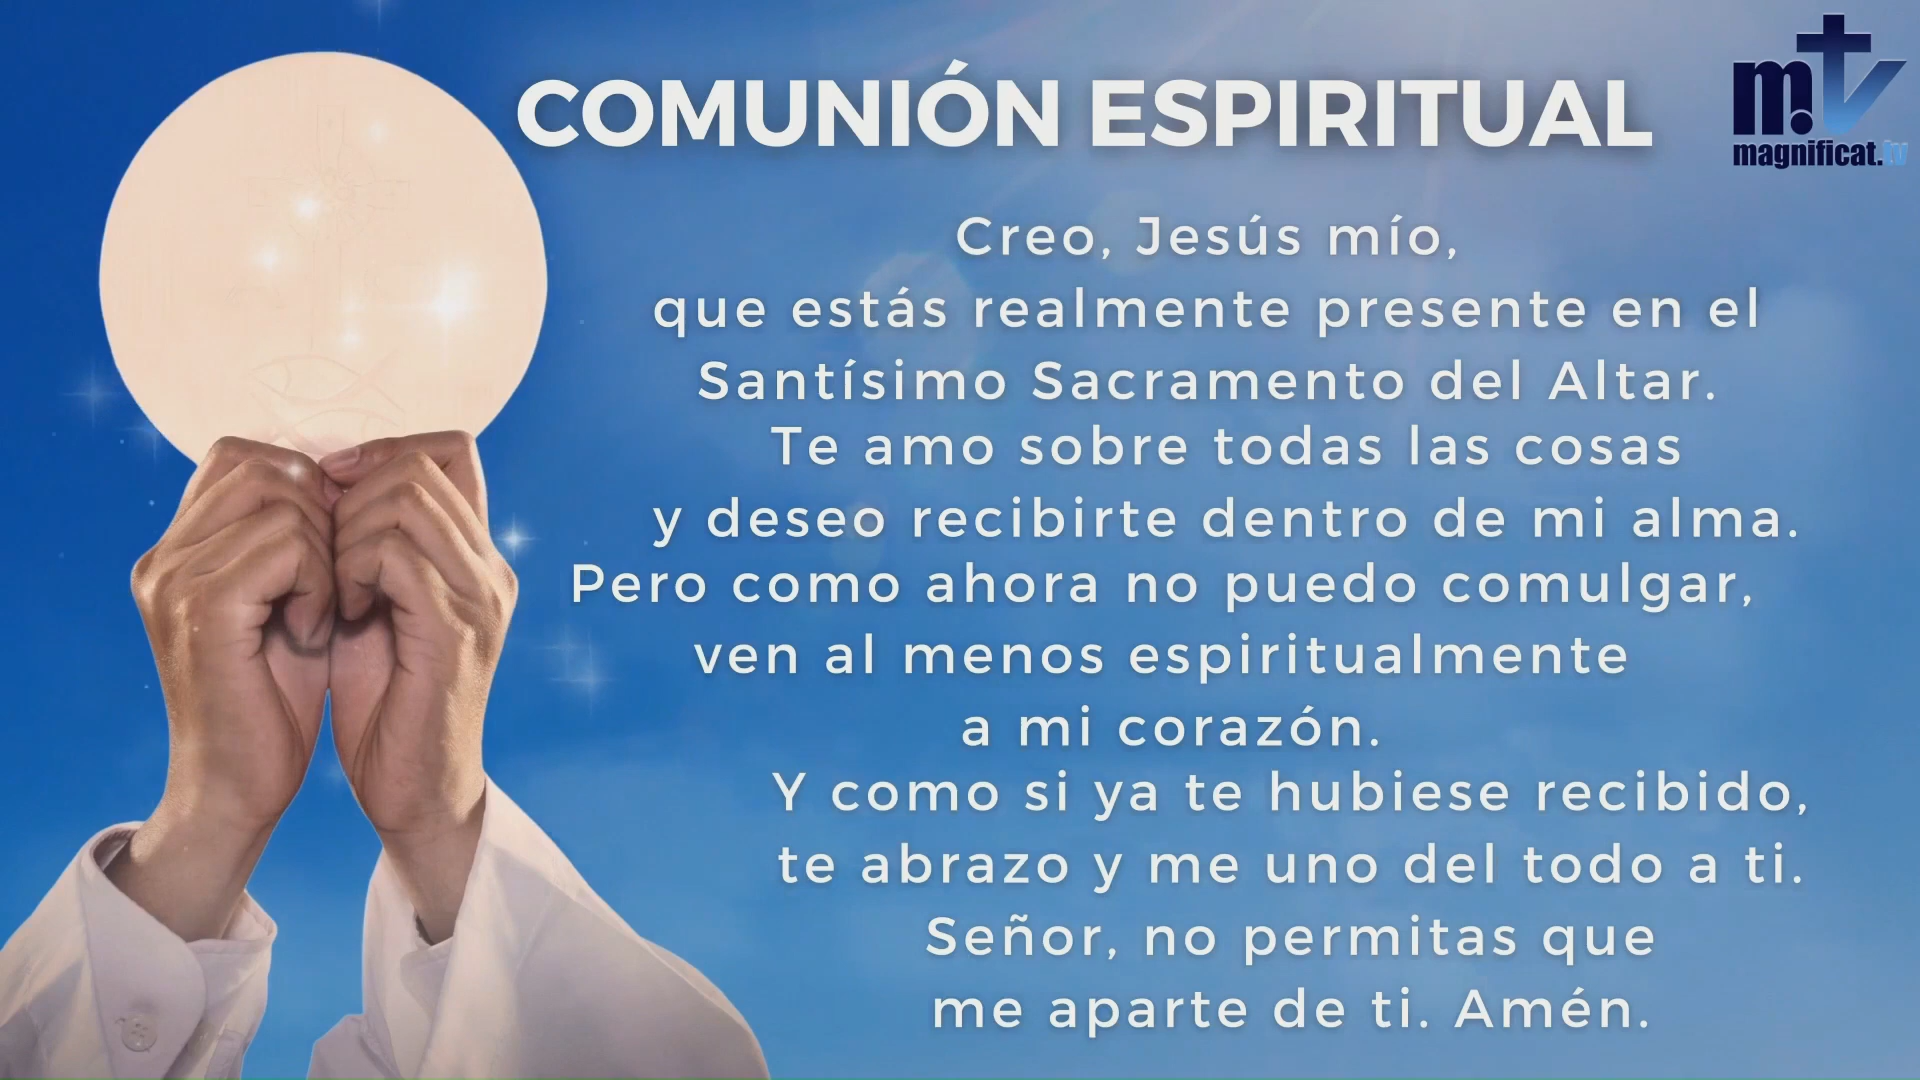 COMUNIÓN ESPIRITUAL
m.tv
magnificat.tv
Creo, Jesús mío,
que estás realmente presente en el
Santísimo Sacramento del Altar.
Te amo sobre todas las cosas
y deseo recibirte dentro de mi alma.
Pero como ahora no puedo comulgar,
ven al menos espiritualmente
a mi corazón.
Y como si ya te hubiese recibido,
te abrazo y me uno del todo a ti.
Señor, no permitas que
me aparte de ti. Amén.